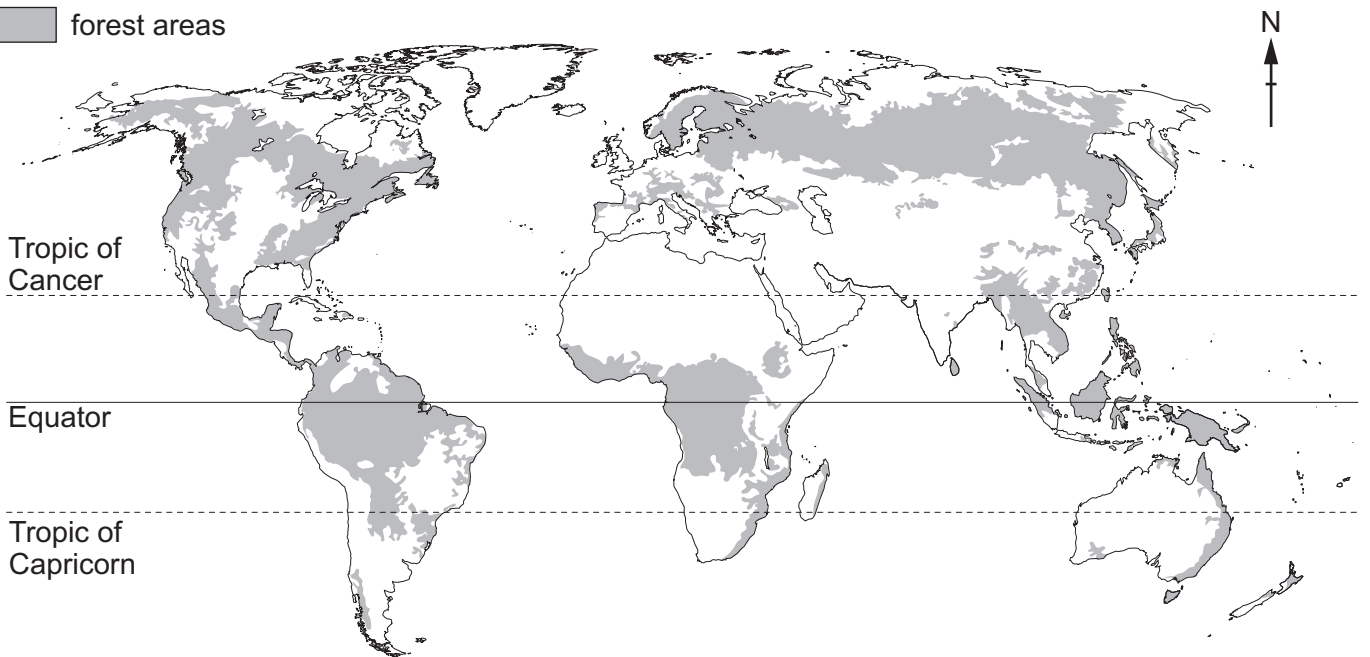 forest areas
N
Tropic of
Cancer
Equator
Tropic of
Capricorn